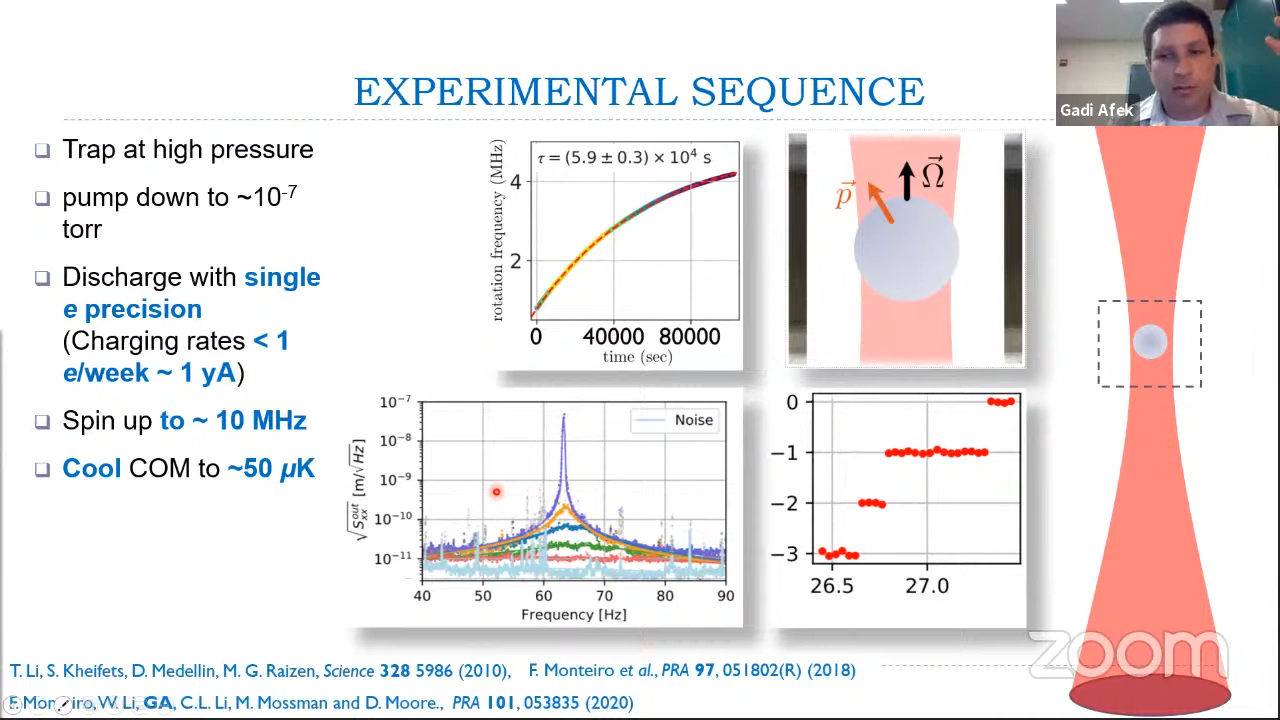 Gadi Afek
EXPERIMENTAL SEQUENCE
❑ Trap at high pressure
❑ pump down to ~10⁻⁷
torr
❑ Discharge with single
e precision
(Charging rates < 1
e/week ~ 1 yA)
❑ Spin up to ~ 10 MHz
❑ Cool COM to ~50 µK
τ = (5.9 ± 0.3) × 10⁴ s
rotation frequency (MHz)
4
2
0 40000 80000
time (sec)
p⃗
Ω⃗
Noise
√Sₓₓᵒᵘᵗ [m/√Hz]
10⁻⁷
10⁻⁸
10⁻⁹
10⁻¹⁰
10⁻¹¹
40 50 60 70 80 90
Frequency [Hz]
0
−1
−2
−3
26.5 27.0
zoom
T. Li, S. Kheifets, D. Medellin, M. G. Raizen, Science 328 5986 (2010), F. Monteiro et al., PRA 97, 051802(R) (2018)
F. Monteiro, W. Li, GA, C.L. Li, M. Mossman and D. Moore., PRA 101, 053835 (2020)